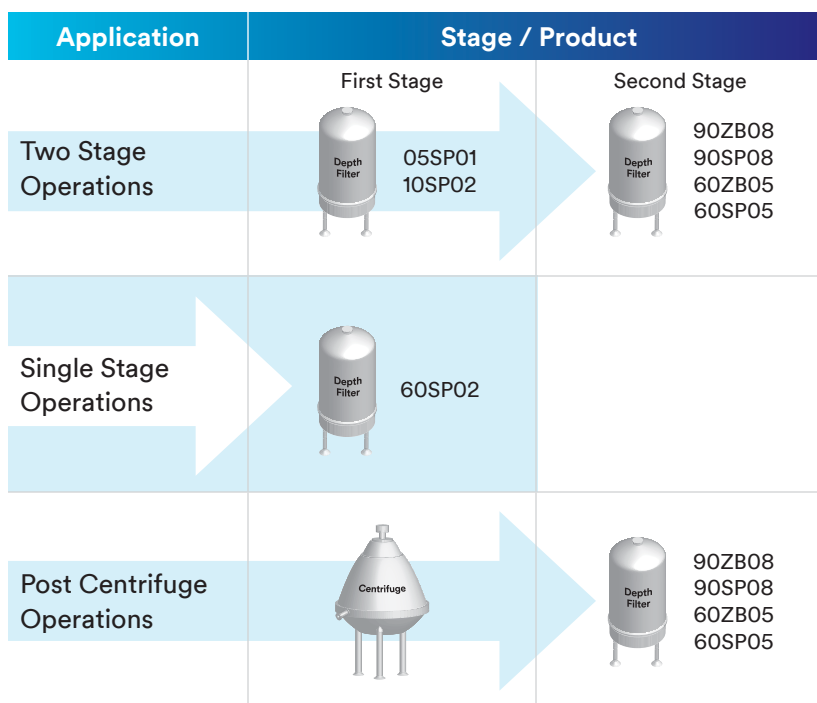 Application
Stage / Product
First Stage
Second Stage
Two Stage
Operations
Depth
Filter
05SP01
10SP02
Depth
Filter
90ZB08
90SP08
60ZB05
60SP05
Single Stage
Operations
Depth
Filter
60SP02
Post Centrifuge
Operations
Centrifuge
Depth
Filter
90ZB08
90SP08
60ZB05
60SP05